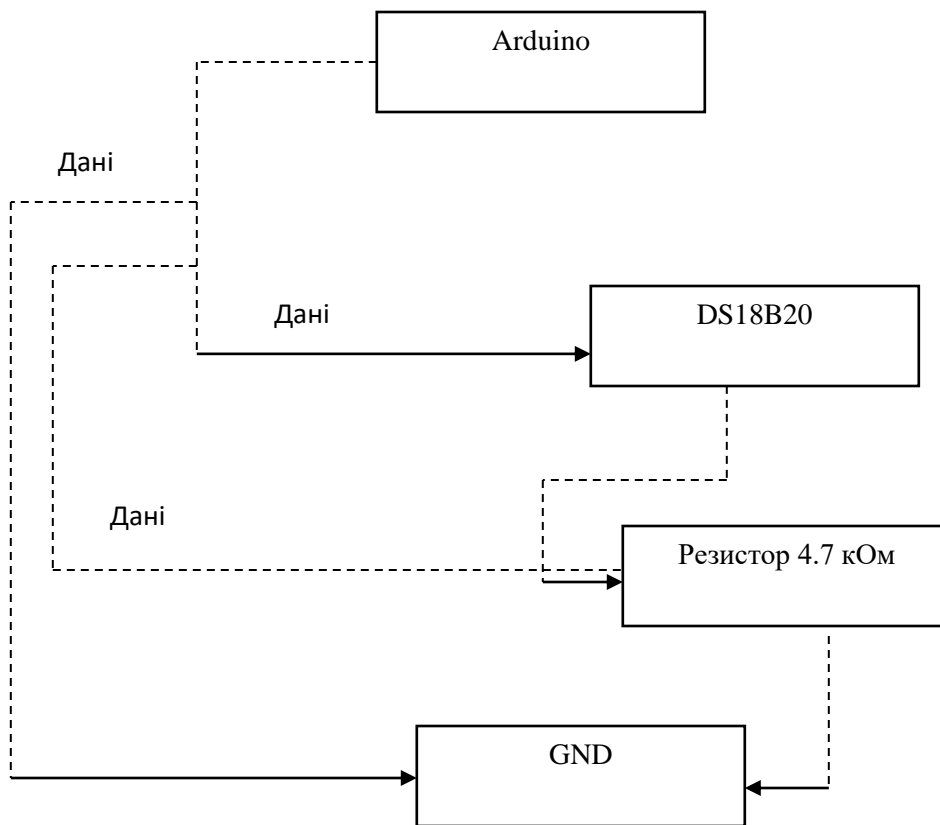 Arduino
Дані
Дані
DS18B20
Дані
Резистор 4.7 кОм
GND